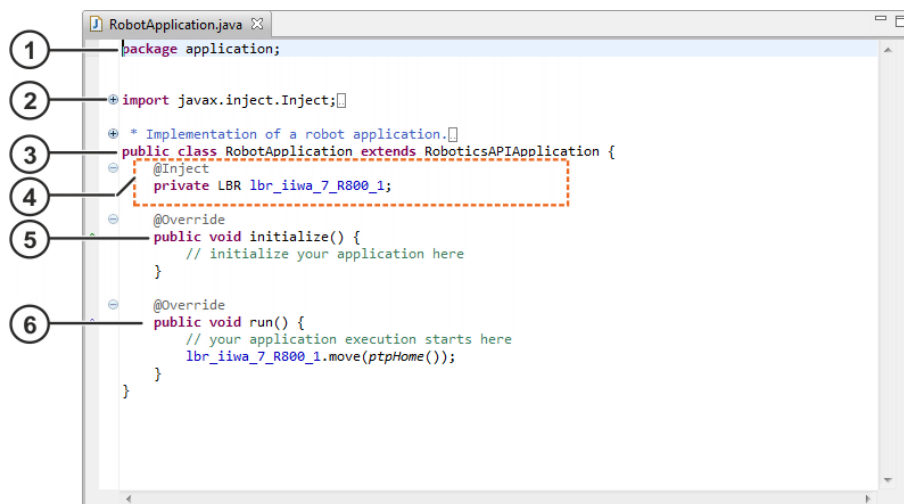 RobotApplication.java
1 package application;
2 import javax.inject.Inject;
* Implementation of a robot application.
3 public class RobotApplication extends RoboticsAPIApplication {
@Inject
4 private LBR lbr_iiwa_7_R800_1;
@Override
5 public void initialize() {
// initialize your application here
}
@Override
6 public void run() {
// your application execution starts here
lbr_iiwa_7_R800_1.move(ptpHome());
}
}